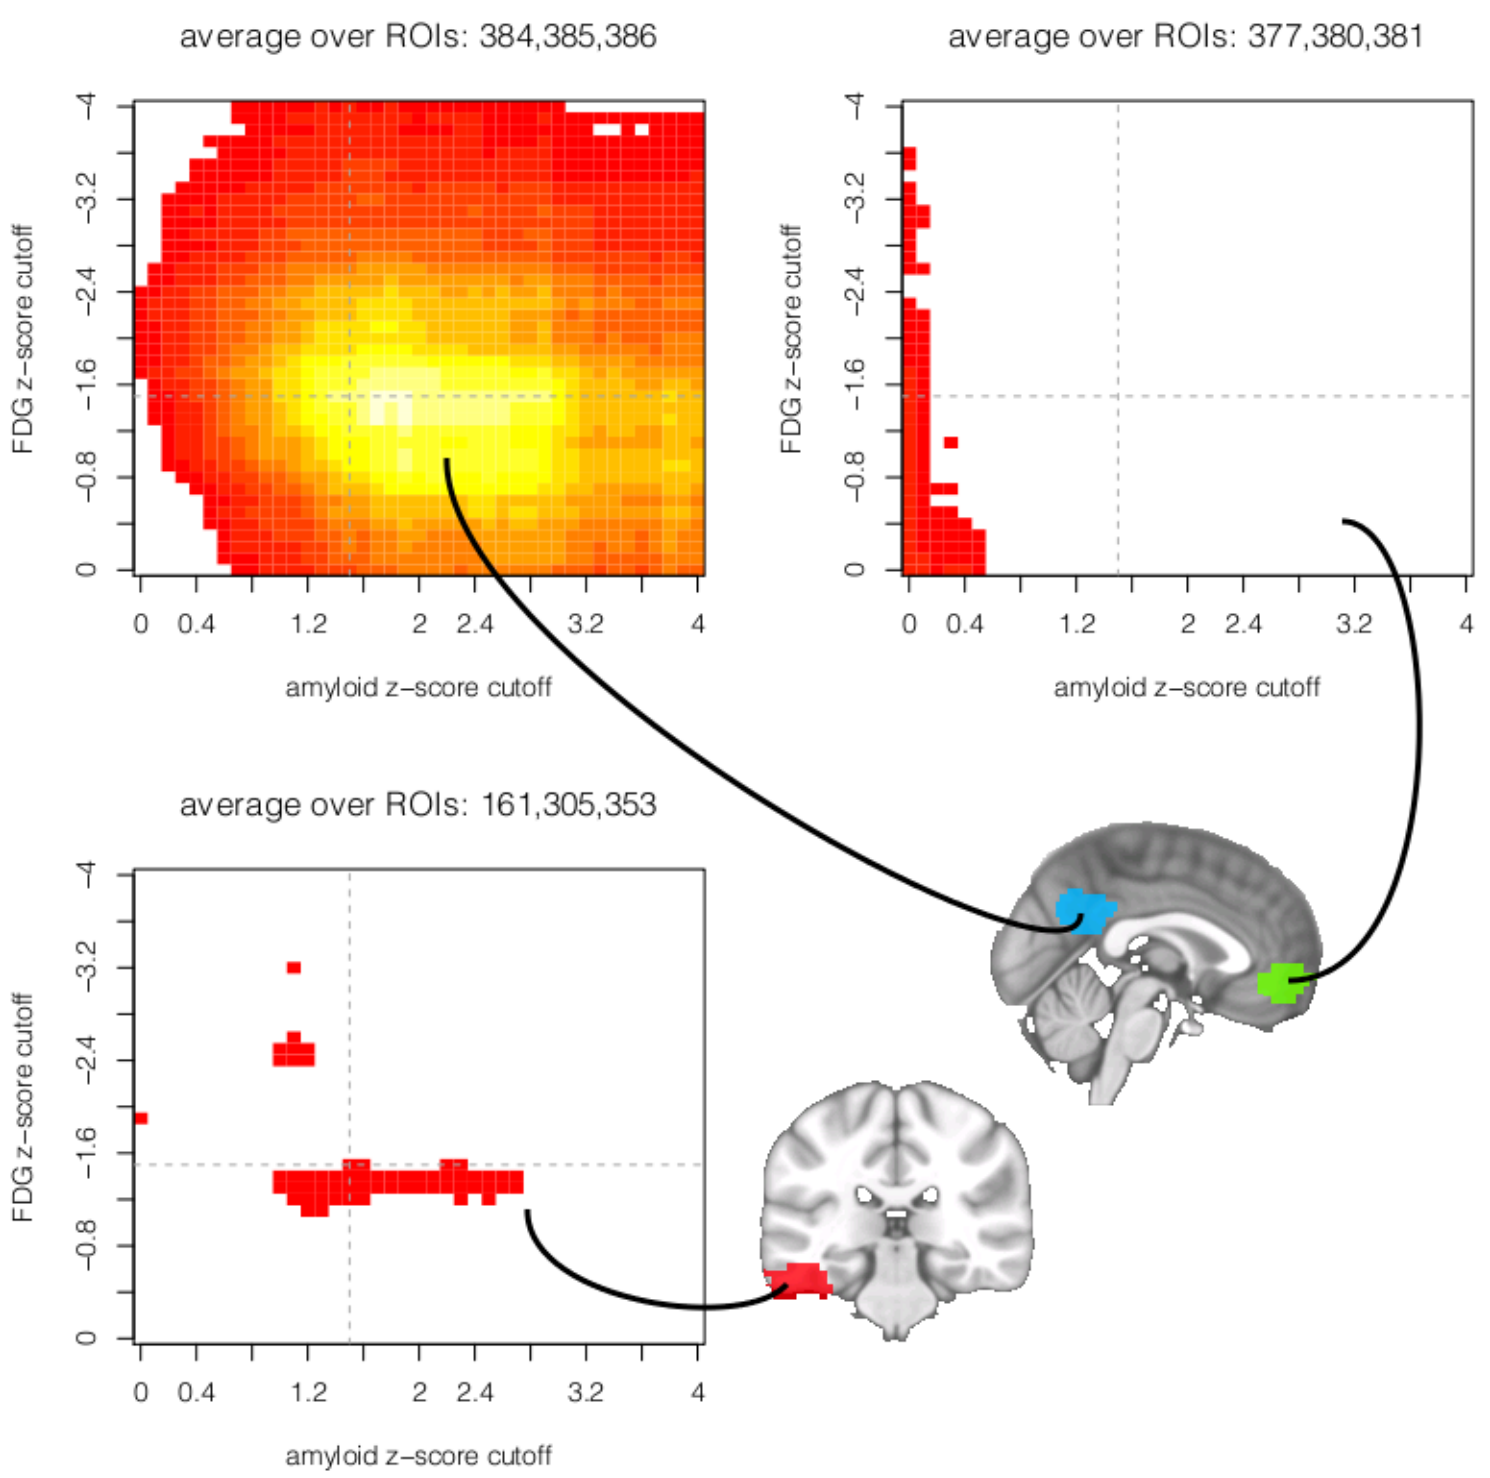 average over ROIs: 384,385,386
FDG z−score cutoff
−4
−3.2
−2.4
−1.6
−0.8
0
0 0.4 1.2 2 2.4 3.2 4
amyloid z−score cutoff
average over ROIs: 377,380,381
FDG z−score cutoff
−4
−3.2
−2.4
−1.6
−0.8
0
0 0.4 1.2 2 2.4 3.2 4
amyloid z−score cutoff
average over ROIs: 161,305,353
FDG z−score cutoff
−4
−3.2
−2.4
−1.6
−0.8
0
0 0.4 1.2 2 2.4 3.2 4
amyloid z−score cutoff